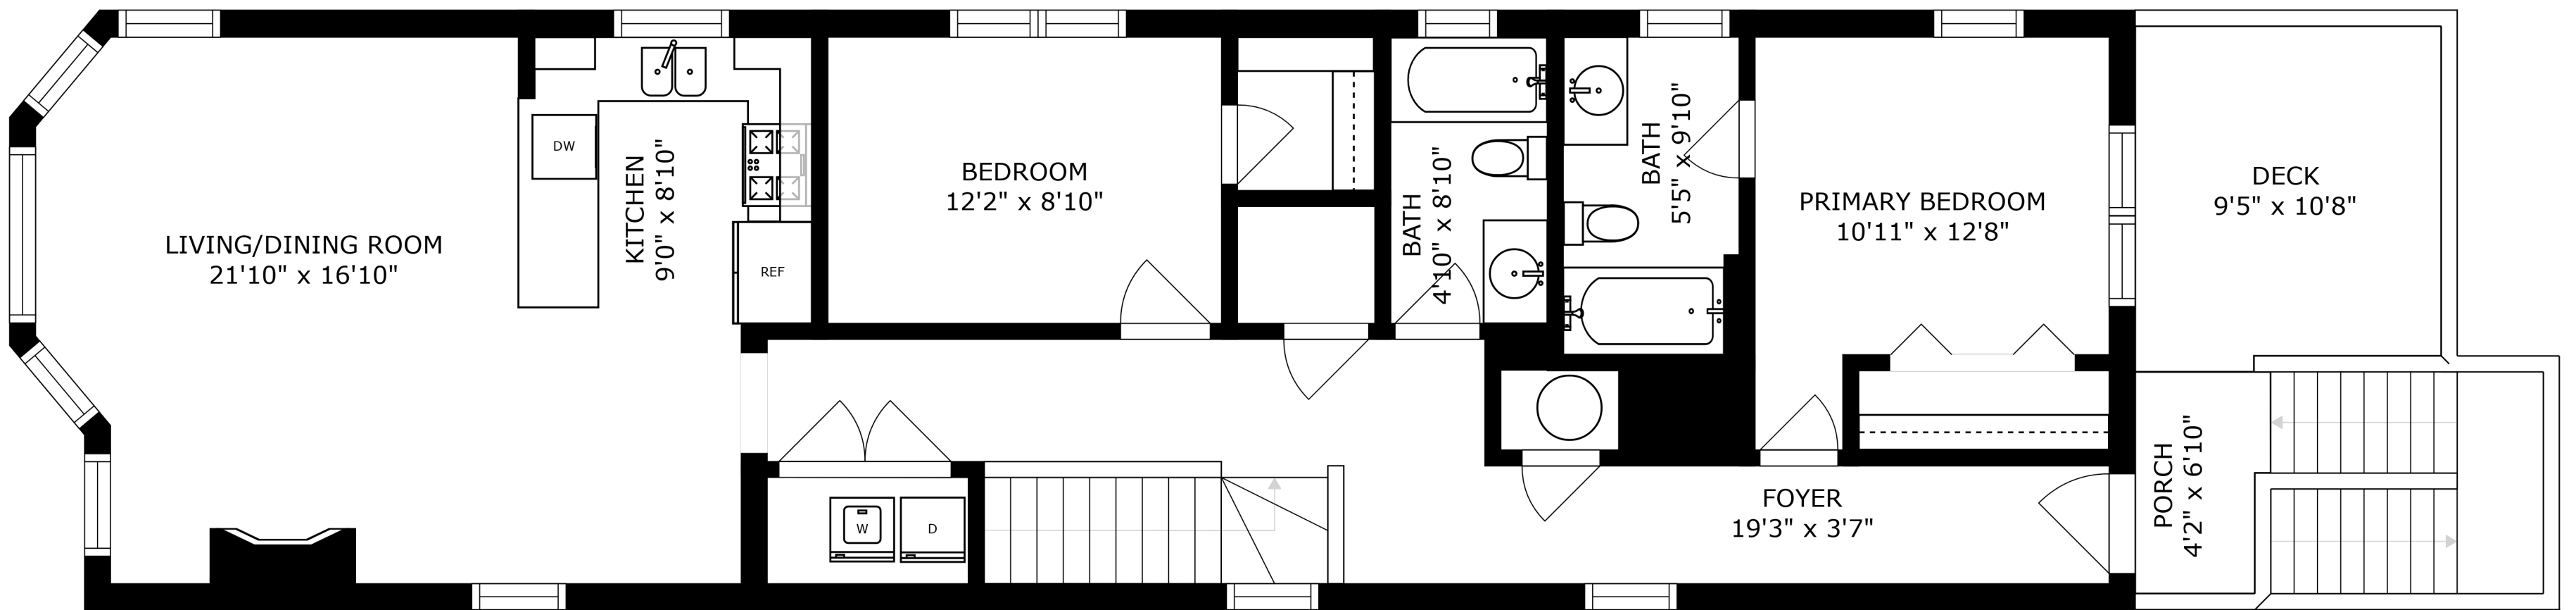 LIVING/DINING ROOM
21'10" x 16'10"
DW
KITCHEN
9'0" x 8'10"
REF
BEDROOM
12'2" x 8'10"
BATH
4'10" x 8'10"
BATH
5'5" x 9'10"
PRIMARY BEDROOM
10'11" x 12'8"
DECK
9'5" x 10'8"
W
D
FOYER
19'3" x 3'7"
PORCH
4'2" x 6'10"